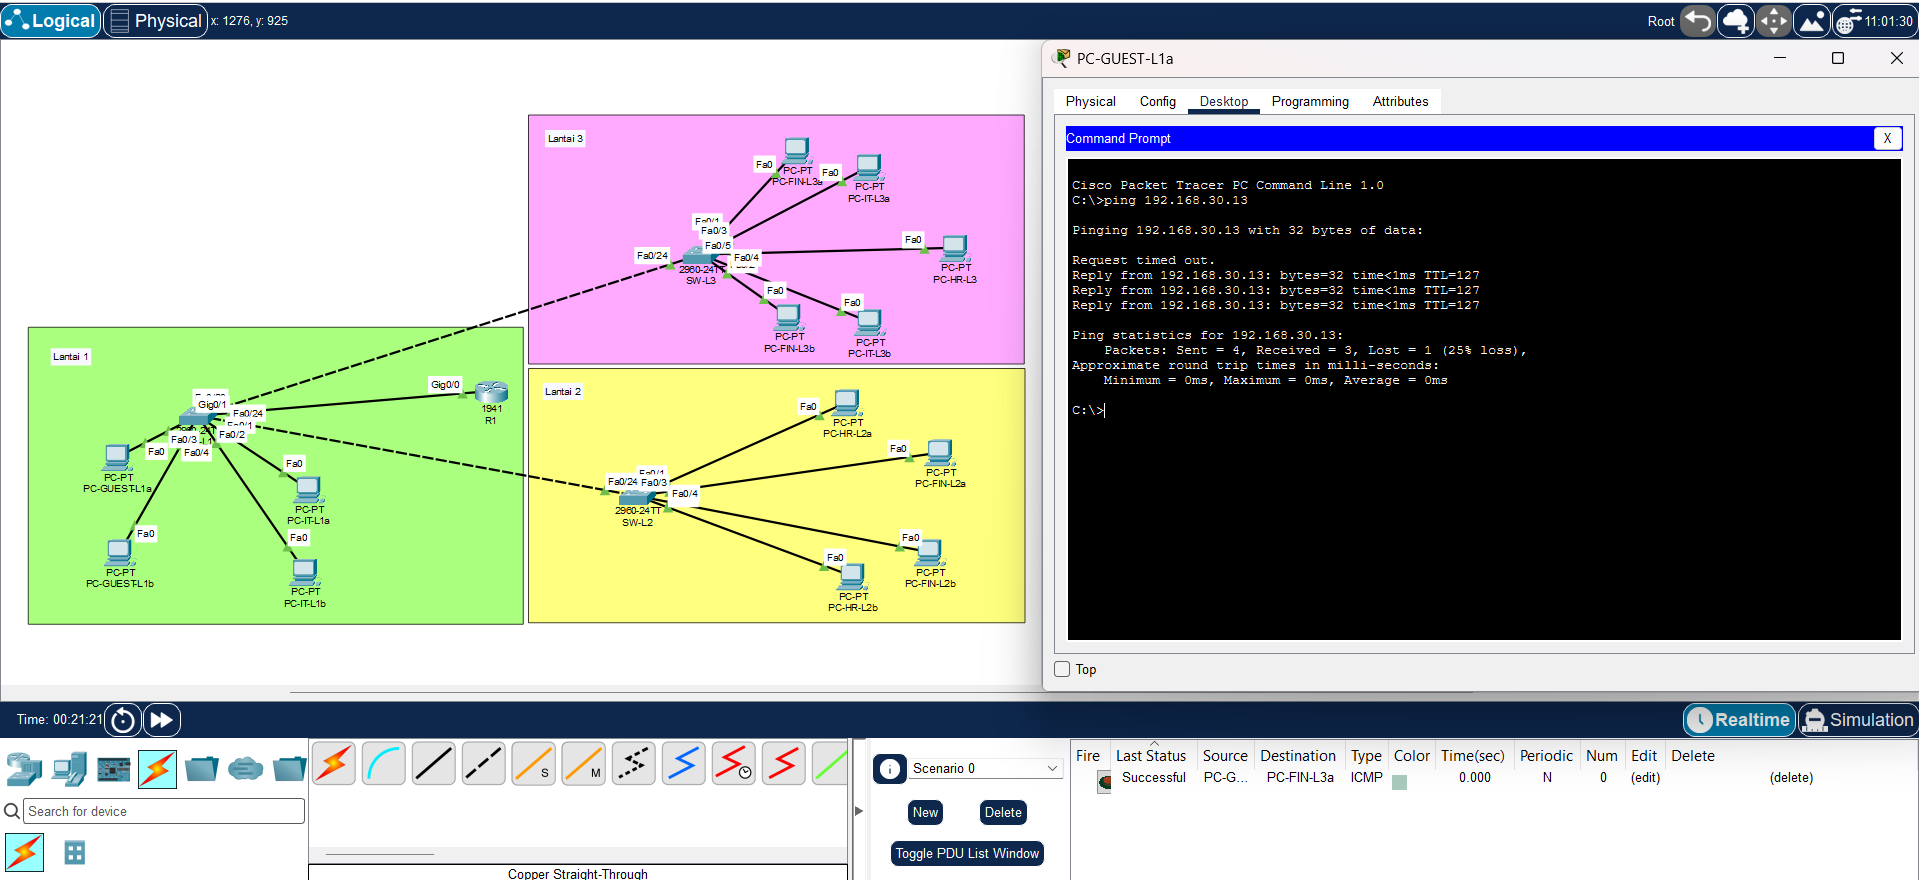 Logical
Physical
x: 1276, y: 925
Root
11:01:30
PC-GUEST-L1a
Physical
Config
Desktop
Programming
Attributes
Command Prompt
X
Cisco Packet Tracer PC Command Line 1.0
C:\>ping 192.168.30.13
Pinging 192.168.30.13 with 32 bytes of data:
Request timed out.
Reply from 192.168.30.13: bytes=32 time<1ms TTL=127
Reply from 192.168.30.13: bytes=32 time<1ms TTL=127
Reply from 192.168.30.13: bytes=32 time<1ms TTL=127
Ping statistics for 192.168.30.13:
Packets: Sent = 4, Received = 3, Lost = 1 (25% loss),
Approximate round trip times in milli-seconds:
Minimum = 0ms, Maximum = 0ms, Average = 0ms
C:\>
Top
Lantai 3
Fa0
PC-PT
PC-FIN-L3a
Fa0
PC-PT
PC-IT-L3a
Fa0/1
Fa0/3
Fa0/5
Fa0/4
Fa0/24
2960-24TT
SW-L3
Fa0
PC-PT
PC-HR-L3
Fa0
PC-PT
PC-FIN-L3b
Fa0
PC-PT
PC-IT-L3b
Lantai 1
Gig0/1
Fa0/24
Fa0/1
Fa0/2
Fa0/3
Fa0/4
Gig0/0
1941
R1
Fa0
PC-PT
PC-GUEST-L1a
Fa0
PC-PT
PC-IT-L1a
Fa0
PC-PT
PC-GUEST-L1b
Fa0
PC-PT
PC-IT-L1b
Lantai 2
Fa0
PC-PT
PC-HR-L2a
Fa0
PC-PT
PC-FIN-L2a
Fa0/24
Fa0/1
Fa0/3
Fa0/4
2960-24TT
SW-L2
Fa0
PC-PT
PC-FIN-L2b
Fa0
PC-PT
PC-HR-L2b
Time: 00:21:21
Realtime
Simulation
Search for device
S
M
Copper Straight-Through
Scenario 0
New
Delete
Toggle PDU List Window
Fire Last Status Source Destination Type Color Time(sec) Periodic Num Edit Delete
Successful PC-G... PC-FIN-L3a ICMP 0.000 N 0 (edit) (delete)